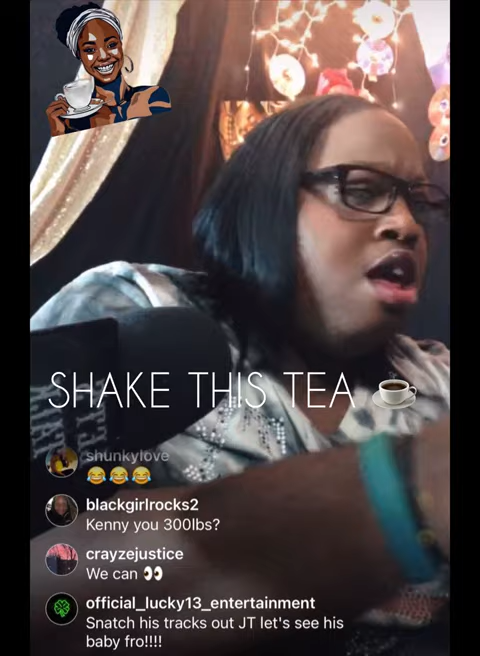 SHAKE THIS TEA ☕
shunkylove
😂😂😂
blackgirlrocks2
Kenny you 300lbs?
crayzejustice
We can 👀
official_lucky13_entertainment
Snatch his tracks out JT let's see his
baby fro!!!!